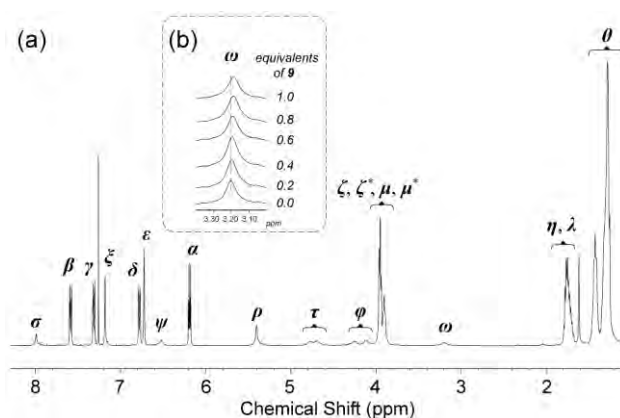 (a)
(b)
ω
equivalents
of 9
1.0
0.8
0.6
0.4
0.2
0.0
3.30 3.20 3.10 ppm
θ
ζ, ζ*, μ, μ*
ε
ξ
β
γ
δ
α
η, λ
σ
ψ
ρ
τ
φ
ω
8 7 6 5 4 3 2
Chemical Shift (ppm)